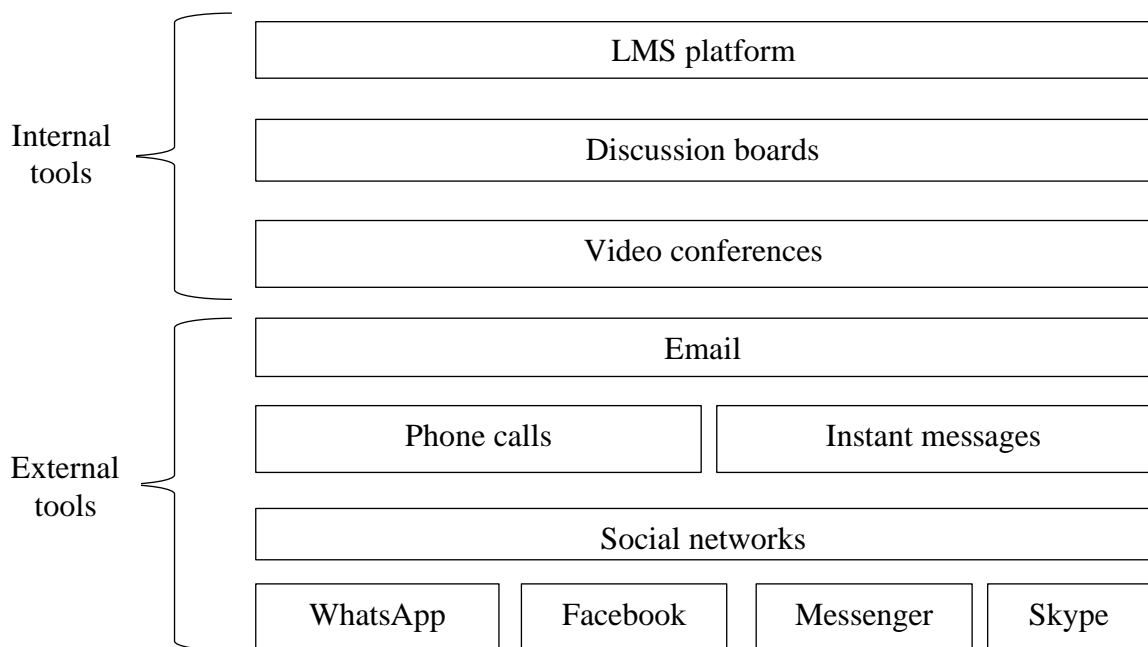 LMS platform
Internal
tools
Discussion boards
Video conferences
Email
Phone calls
Instant messages
External
tools
Social networks
WhatsApp
Facebook
Messenger
Skype